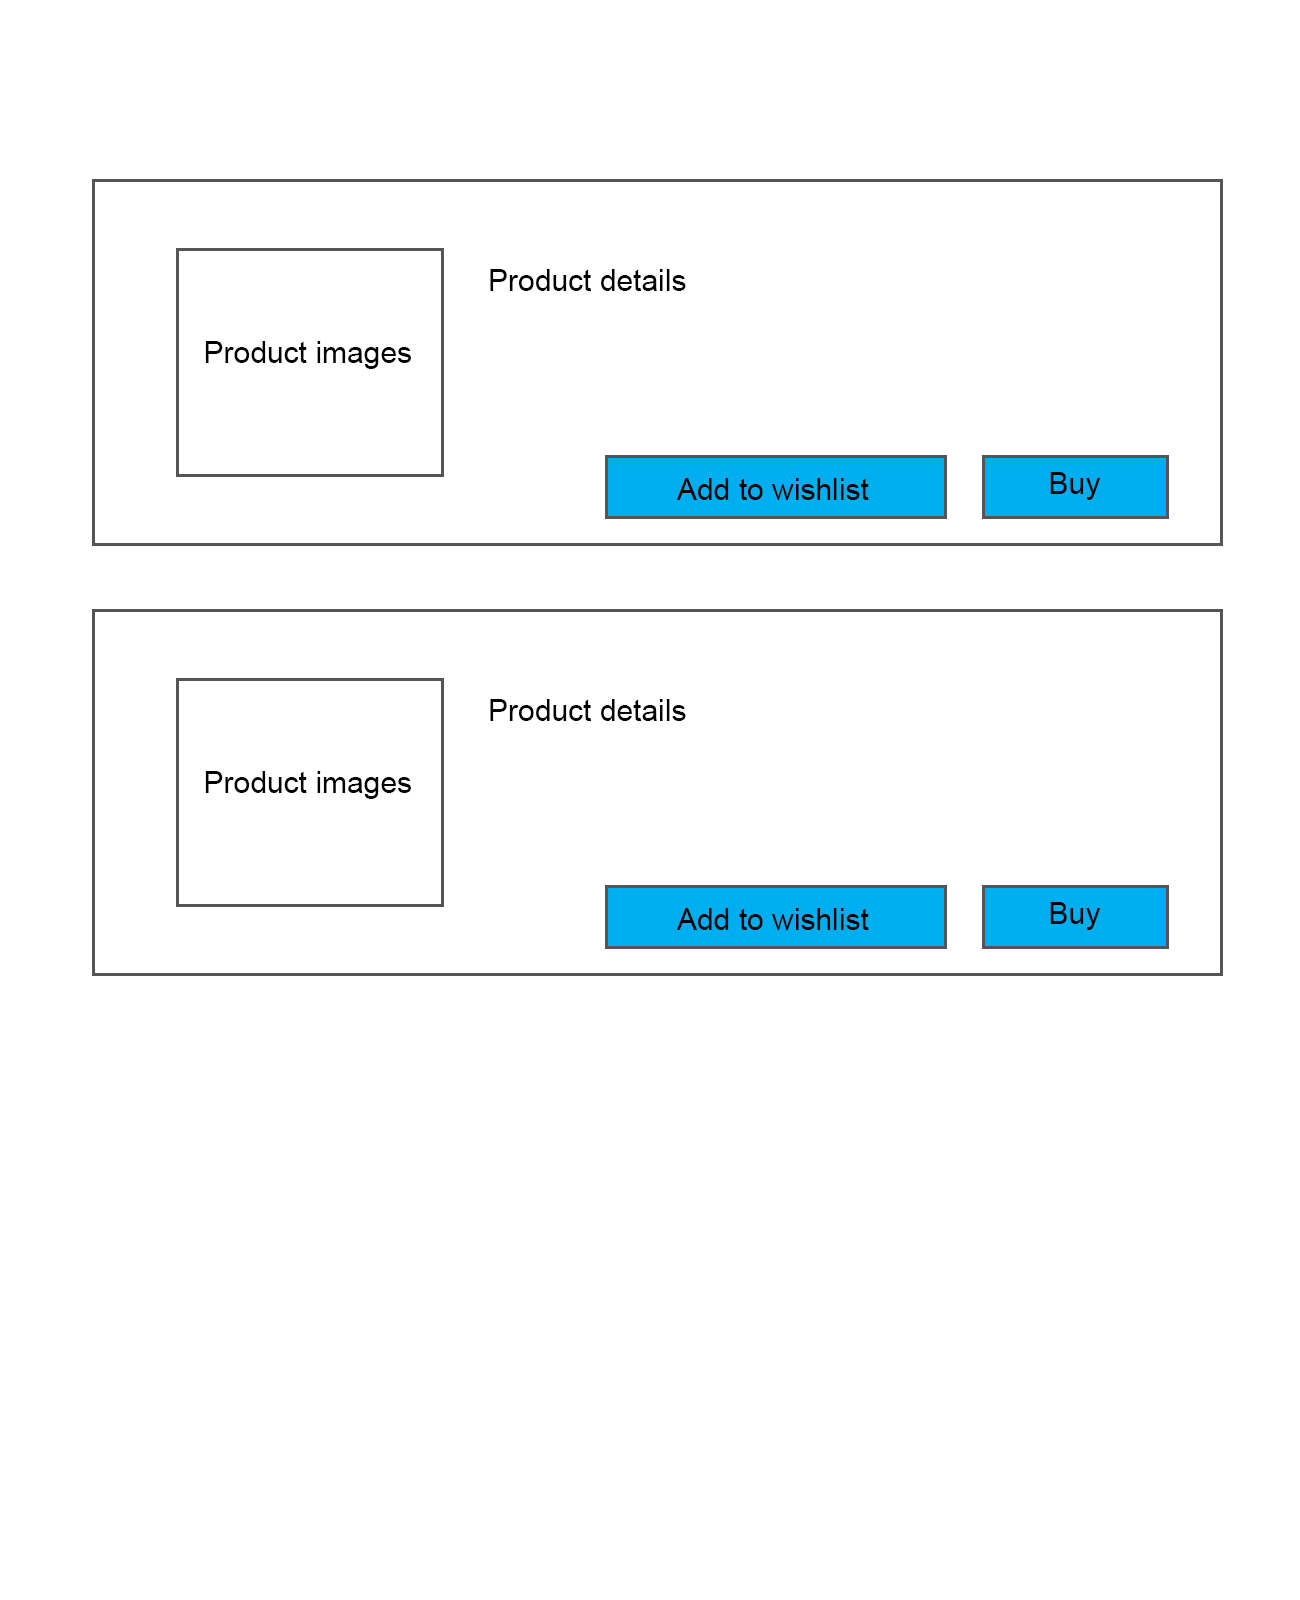 Product details
Product images
Add to wishlist
Buy
Product details
Product images
Add to wishlist
Buy